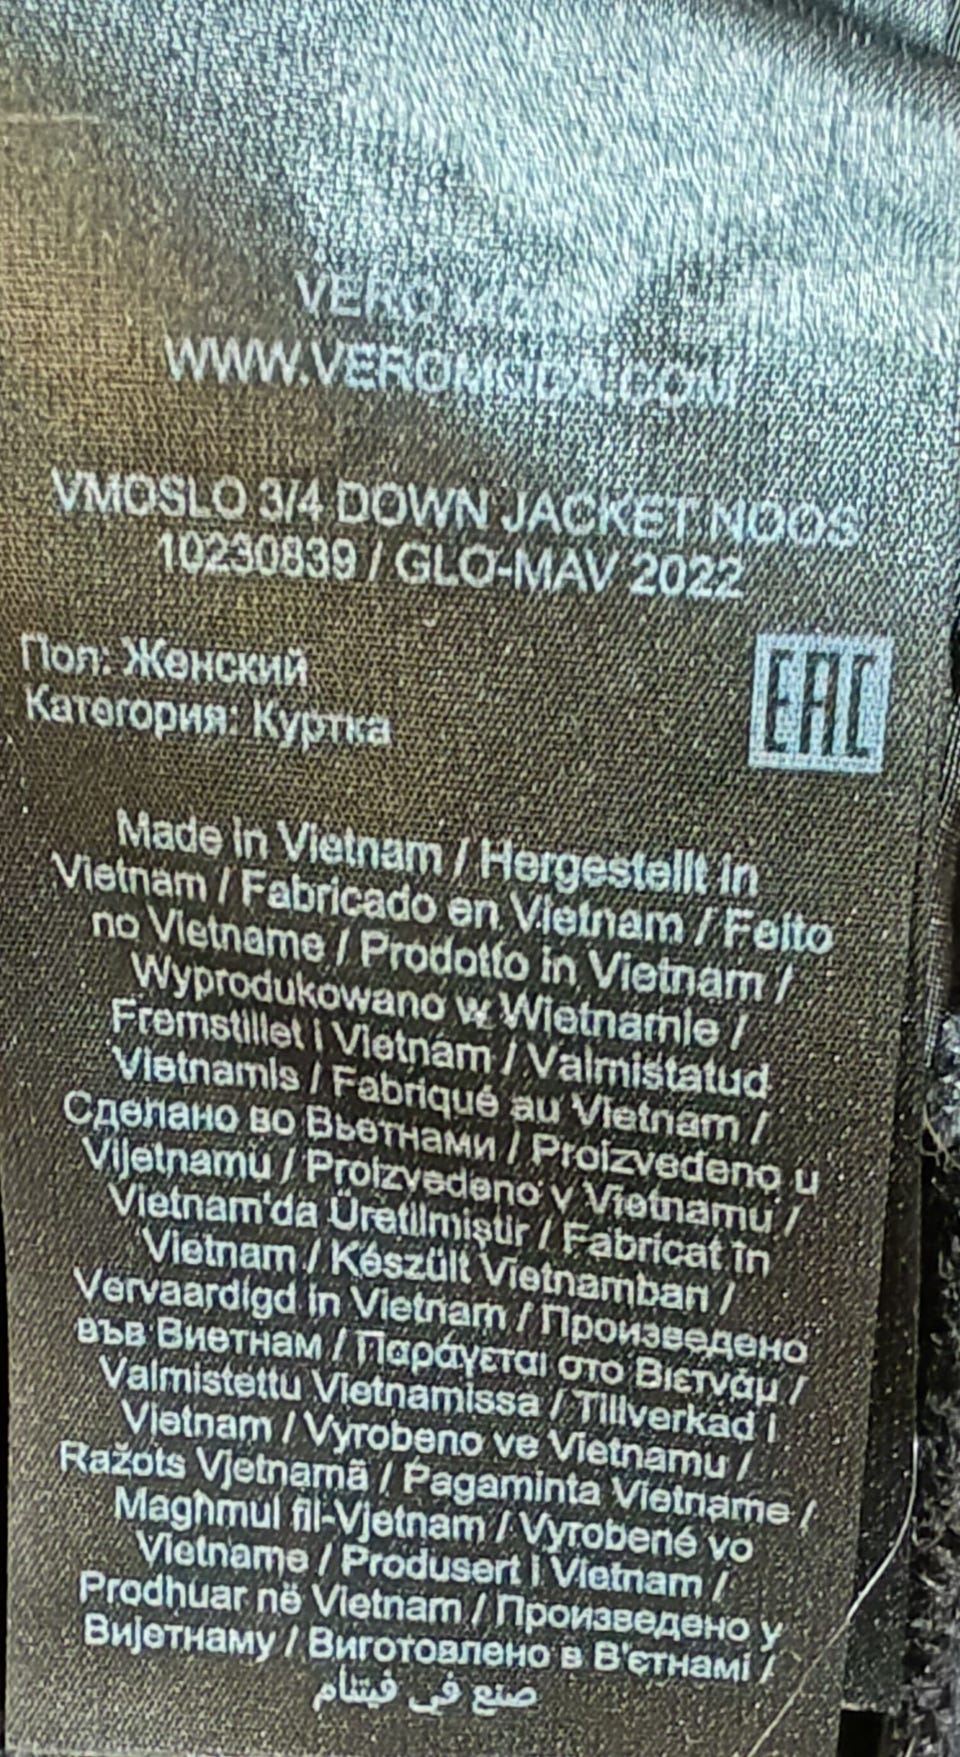 VERO MODA
WWW.VEROMODA.COM
VMOSLO 3/4 DOWN JACKET NOOS
10230839 / GLO-MAV 2022
Пол: Женский
Категория: Куртка
EAC
Made in Vietnam / Hergestellt in
Vietnam / Fabricado en Vietnam / Feito
no Vietname / Prodotto in Vietnam /
Wyprodukowano w Wietnamie /
Fremstillet i Vietnam / Valmistatud
Vietnamis / Fabriqué au Vietnam /
Сделано во Вьетнами / Proizvedeno u
Vijetnamu / Proizvedeno v Vietnamu /
Vietnam'da Üretilmiştir / Fabricat în
Vietnam / Készült Vietnamban /
Vervaardigd in Vietnam / Произведено
във Виетнам / Παράγεται στο Βιετνάμ /
Valmistettu Vietnamissa / Tillverkad i
Vietnam / Vyrobeno ve Vietnamu /
Ražots Vjetnamā / Pagaminta Vietname /
Maghmul fil-Vjetnam / Vyrobené vo
Vietname / Produsert i Vietnam /
Prodhuar në Vietnam / Произведено у
Вијетнаму / Виготовлено в В'єтнамі /
صنع في فيتنام